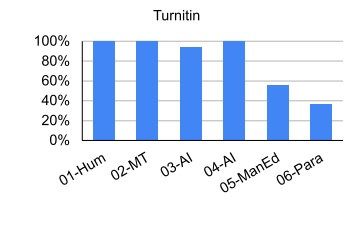 Turnitin
100%
80%
60%
40%
20%
0%
01-Hum
02-MT
03-AI
04-AI
05-ManEd
06-Para